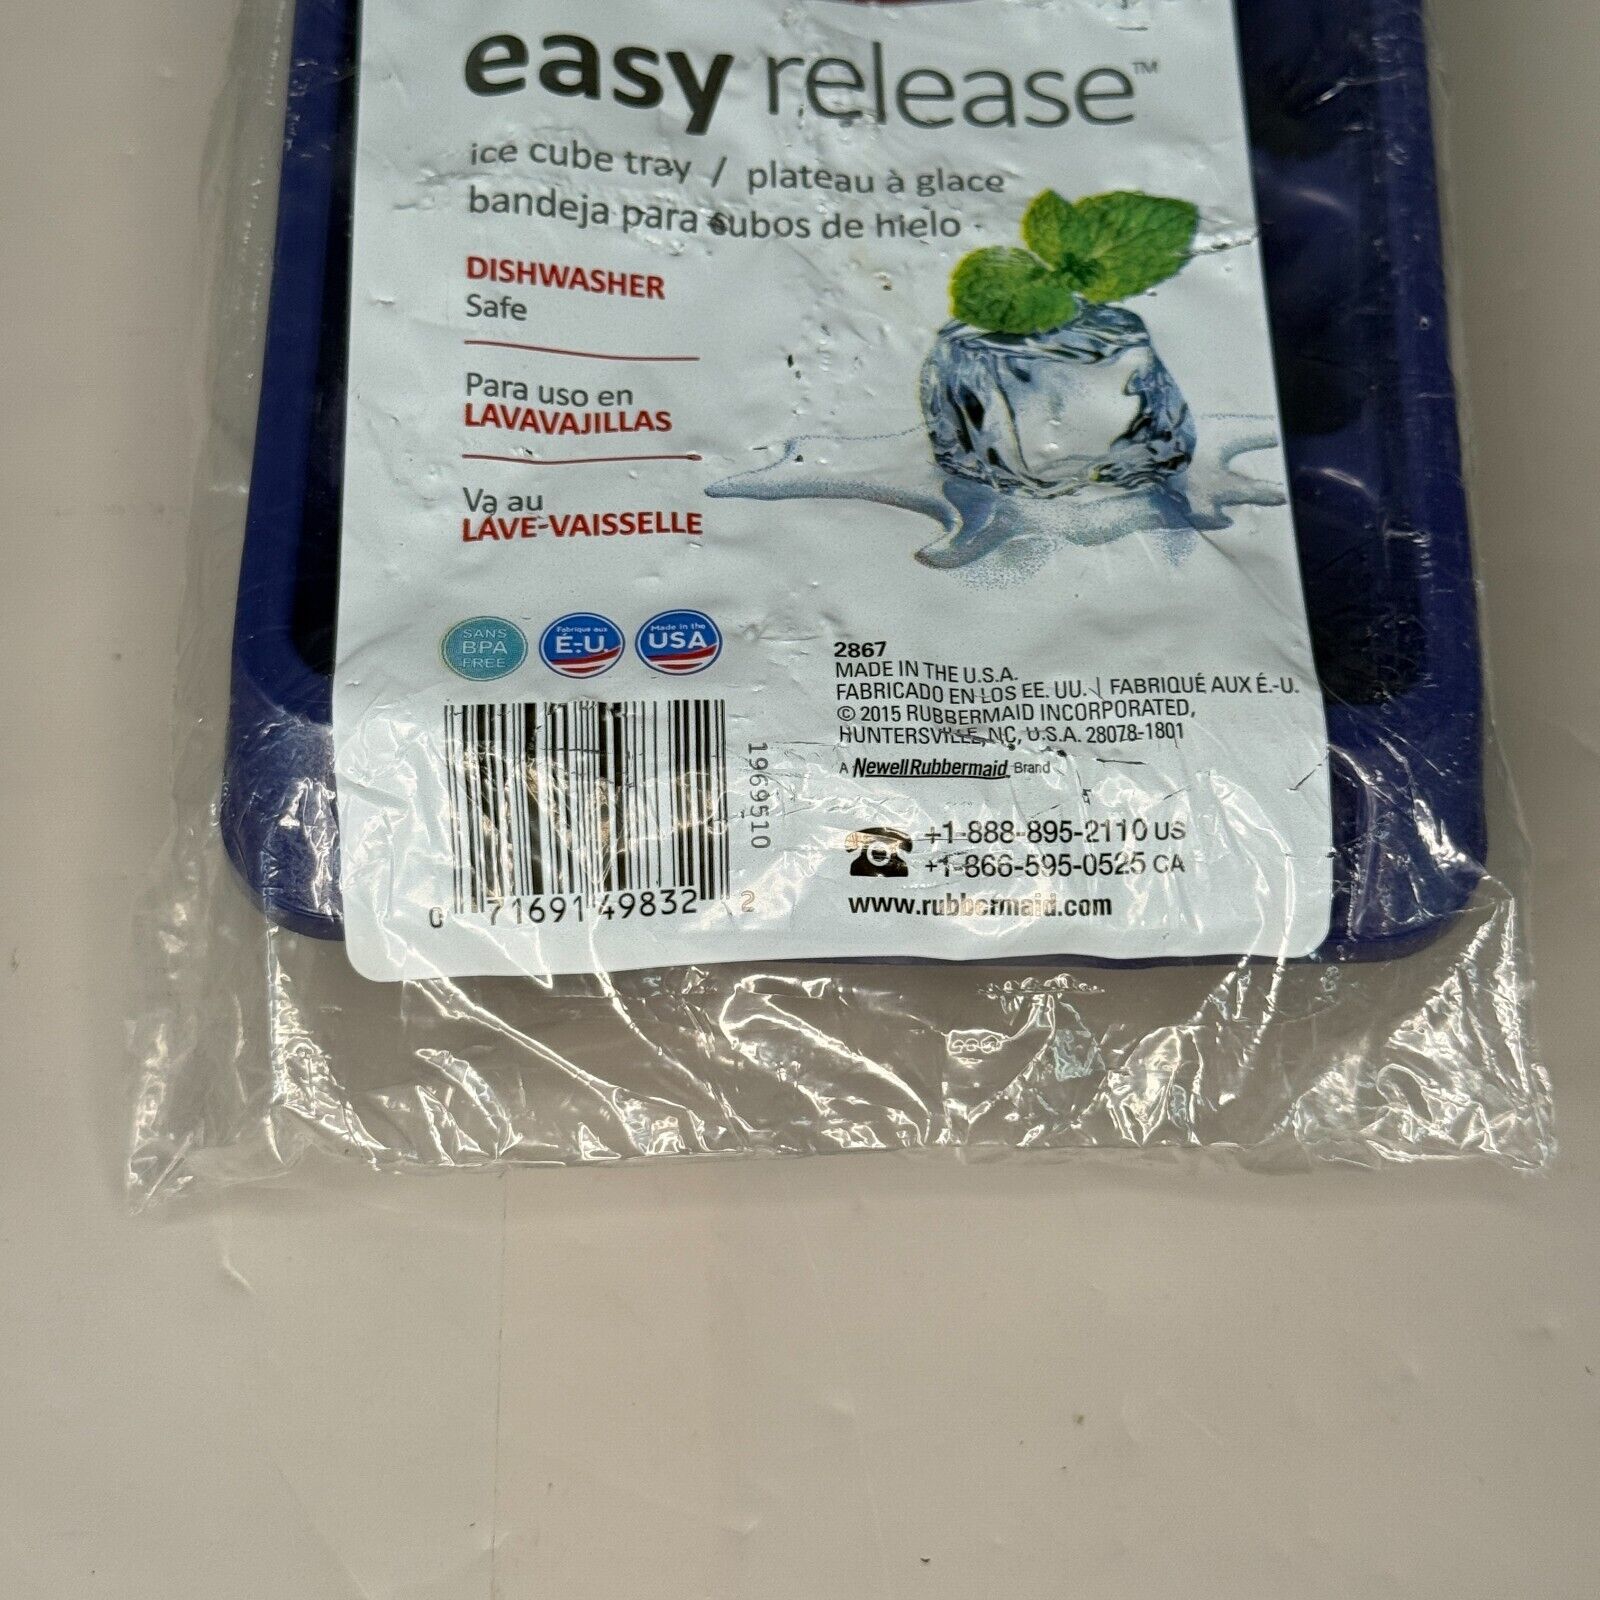 easy release™
ice cube tray / plateau à glace
bandeja para cubos de hielo
DISHWASHER
Safe
Para uso en
LAVAVAJILLAS
Va au
LAVE-VAISSELLE
SANS
BPA
FREE
Fabriqué aux
É.-U.
Made in the
USA
2867
MADE IN THE U.S.A.
FABRICADO EN LOS EE. UU. | FABRIQUÉ AUX É.-U.
© 2015 RUBBERMAID INCORPORATED,
HUNTERSVILLE, NC, U.S.A. 28078-1801
A NewellRubbermaid Brand
1969510
+1-888-895-2110 US
+1-866-595-0525 CA
www.rubbermaid.com
0 71691 49832 2